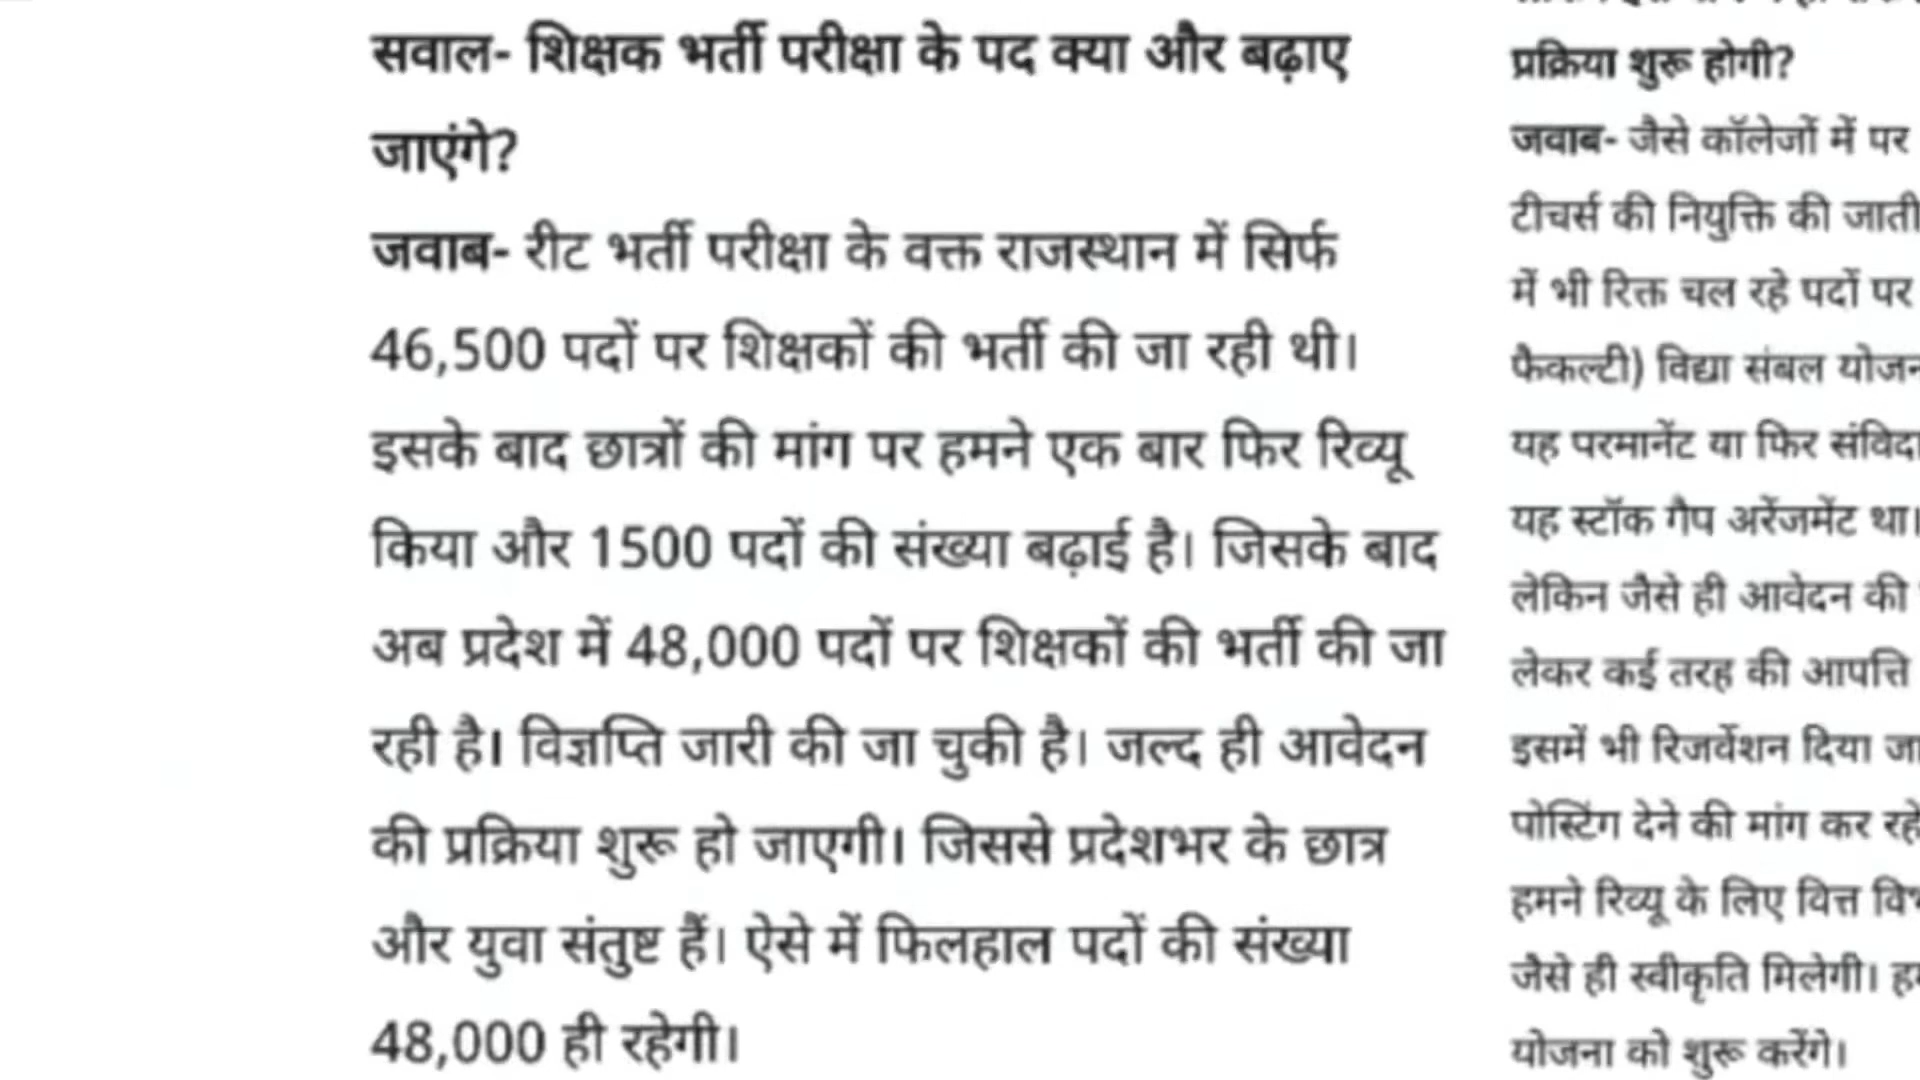 सवाल- शिक्षक भर्ती परीक्षा के पद क्या और बढ़ाए
जाएंगे?
जवाब- रीट भर्ती परीक्षा के वक्त राजस्थान में सिर्फ
46,500 पदों पर शिक्षकों की भर्ती की जा रही थी।
इसके बाद छात्रों की मांग पर हमने एक बार फिर रिव्यू
किया और 1500 पदों की संख्या बढ़ाई है। जिसके बाद
अब प्रदेश में 48,000 पदों पर शिक्षकों की भर्ती की जा
रही है। विज्ञप्ति जारी की जा चुकी है। जल्द ही आवेदन
की प्रक्रिया शुरू हो जाएगी। जिससे प्रदेशभर के छात्र
और युवा संतुष्ट हैं। ऐसे में फिलहाल पदों की संख्या
48,000 ही रहेगी।
प्रक्रिया शुरू होगी?
जवाब- जैसे कॉलेजों में पर
टीचर्स की नियुक्ति की जाती
में भी रिक्त चल रहे पदों पर
फैकल्टी) विद्या संबल
यह परमानेंट या फिर
यह स्टॉक गैप अरेंजमेंट था।
लेकिन जैसे ही आवेदन की
लेकर कई तरह की आपत्ति
इसमें भी रिजर्वेशन दिया
पोस्टिंग देने की मांग कर
हमने रिव्यू के लिए वित्त
जैसे ही स्वीकृति मिलेगी।
योजना को शुरू करेंगे।